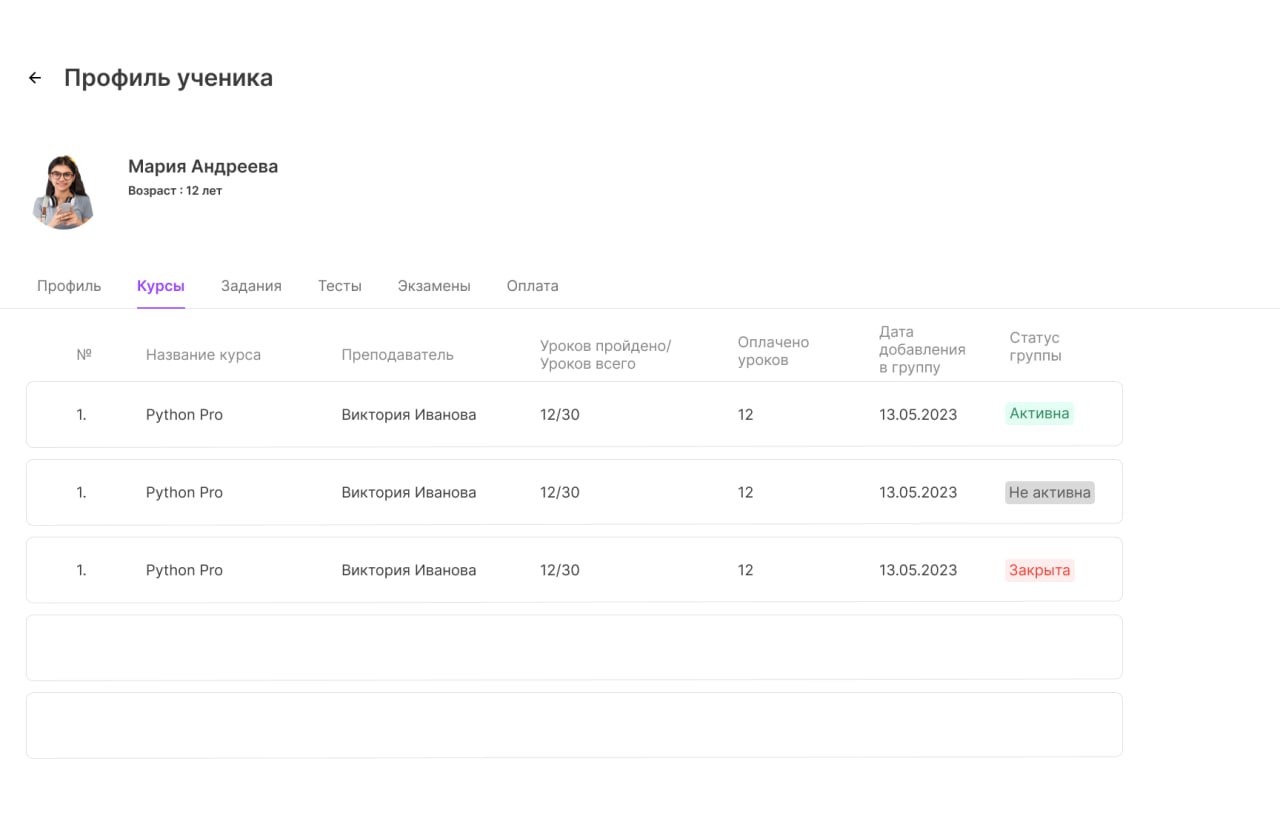 Профиль ученика
Мария Андреева
Возраст : 12 лет
Профиль Курсы Задания Тесты Экзамены Оплата
№ Название курса Преподаватель Уроков пройдено/ Уроков всего Оплачено уроков Дата добавления в группу Статус группы
1. Python Pro Виктория Иванова 12/30 12 13.05.2023 Активна
1. Python Pro Виктория Иванова 12/30 12 13.05.2023 Не активна
1. Python Pro Виктория Иванова 12/30 12 13.05.2023 Закрыта